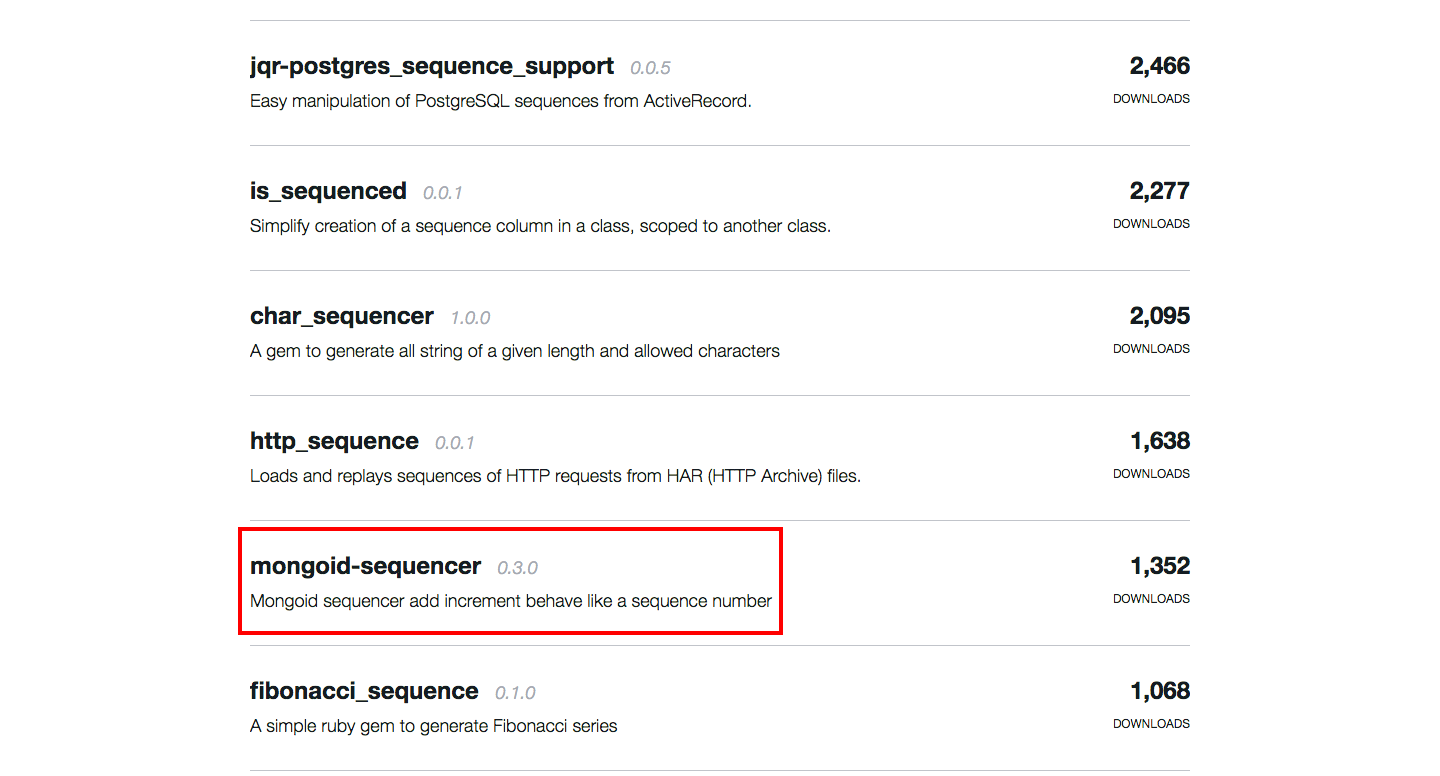 jqr-postgres_sequence_support 0.0.5 2,466
Easy manipulation of PostgreSQL sequences from ActiveRecord. DOWNLOADS
is_sequenced 0.0.1 2,277
Simplify creation of a sequence column in a class, scoped to another class. DOWNLOADS
char_sequencer 1.0.0 2,095
A gem to generate all string of a given length and allowed characters DOWNLOADS
http_sequence 0.0.1 1,638
Loads and replays sequences of HTTP requests from HAR (HTTP Archive) files. DOWNLOADS
mongoid-sequencer 0.3.0 1,352
Mongoid sequencer add increment behave like a sequence number DOWNLOADS
fibonacci_sequence 0.1.0 1,068
A simple ruby gem to generate Fibonacci series DOWNLOADS